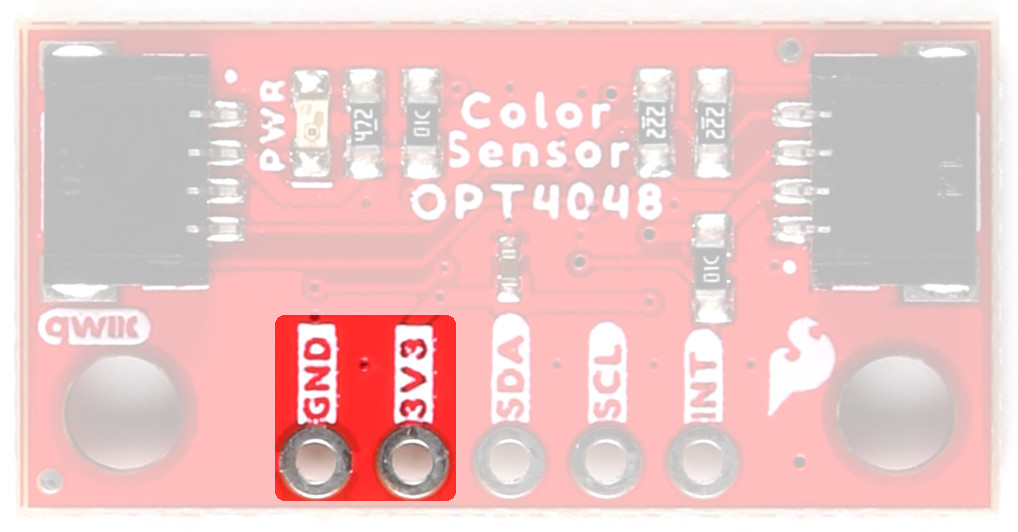 PWR
472
01C
Color
Sensor
OPT4048
222
222
01C
qwiic
GND
3V3
SDA
SCL
INT